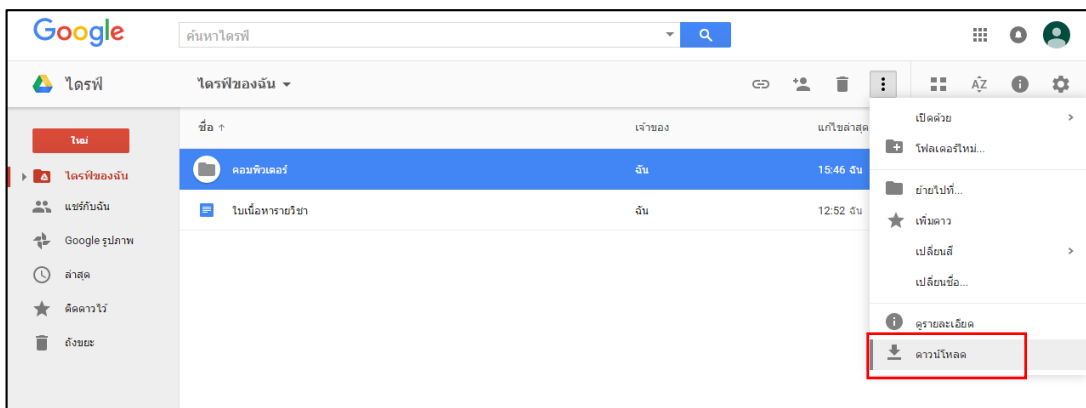 Google
ค้นหาไดรฟ์
ไดรฟ์
ไดรฟ์ของฉัน
AZ
ใหม่
ไดรฟ์ของฉัน
แชร์กับฉัน
Google รูปภาพ
ล่าสุด
ติดดาวไว้
ถังขยะ
ชื่อ ↑ เจ้าของ แก้ไขล่าสุด
คอมพิวเตอร์ ฉัน 15:46 ฉัน
ใบเนื้อหารายวิชา ฉัน 12:52 ฉัน
เปิดด้วย
โฟลเดอร์ใหม่...
ย้ายไปที่...
เพิ่มดาว
เปลี่ยนสี
เปลี่ยนชื่อ...
ดูรายละเอียด
ดาวน์โหลด